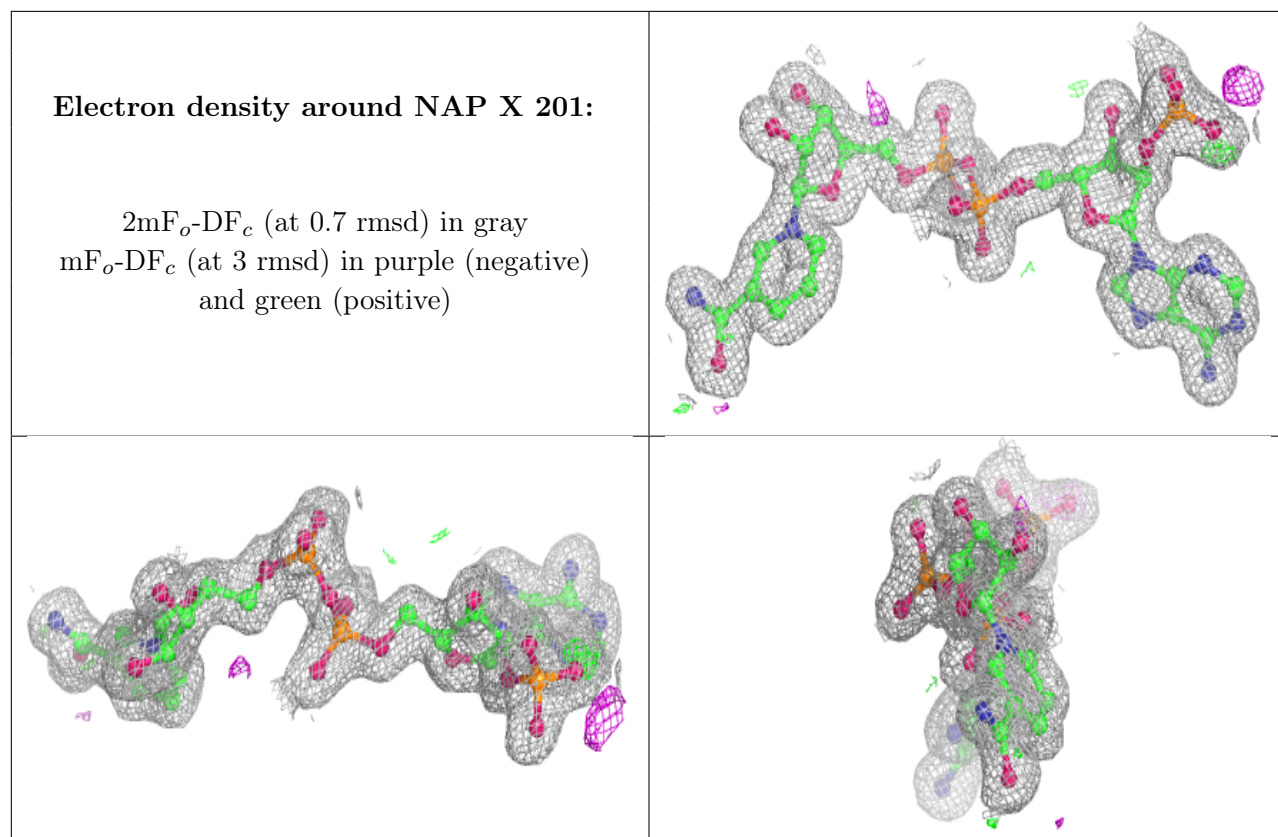 Electron density around NAP X 201:
2mFo-DFc (at 0.7 rmsd) in gray
mFo-DFc (at 3 rmsd) in purple (negative)
and green (positive)